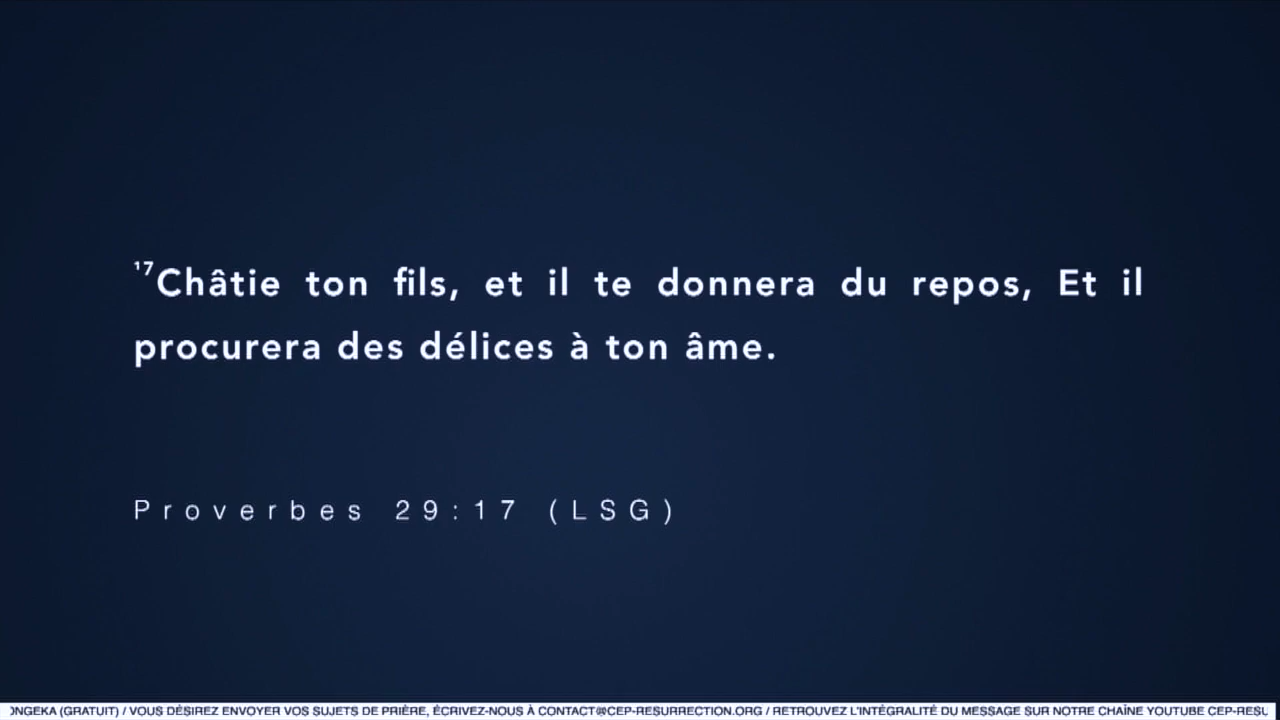 ¹⁷Châtie ton fils, et il te donnera du repos, Et il
procurera des délices à ton âme.
Proverbes 29:17 (LSG)
(GRATUIT) / VOUS DÉSIREZ ENVOYER VOS SUJETS DE PRIÈRE, ÉCRIVEZ-NOUS À CONTACT@CEP-RESURRECTION.ORG / RETROUVEZ L'INTÉGRALITÉ DU MESSAGE SUR NOTRE CHAÎNE YOUTUBE CEP-RESU